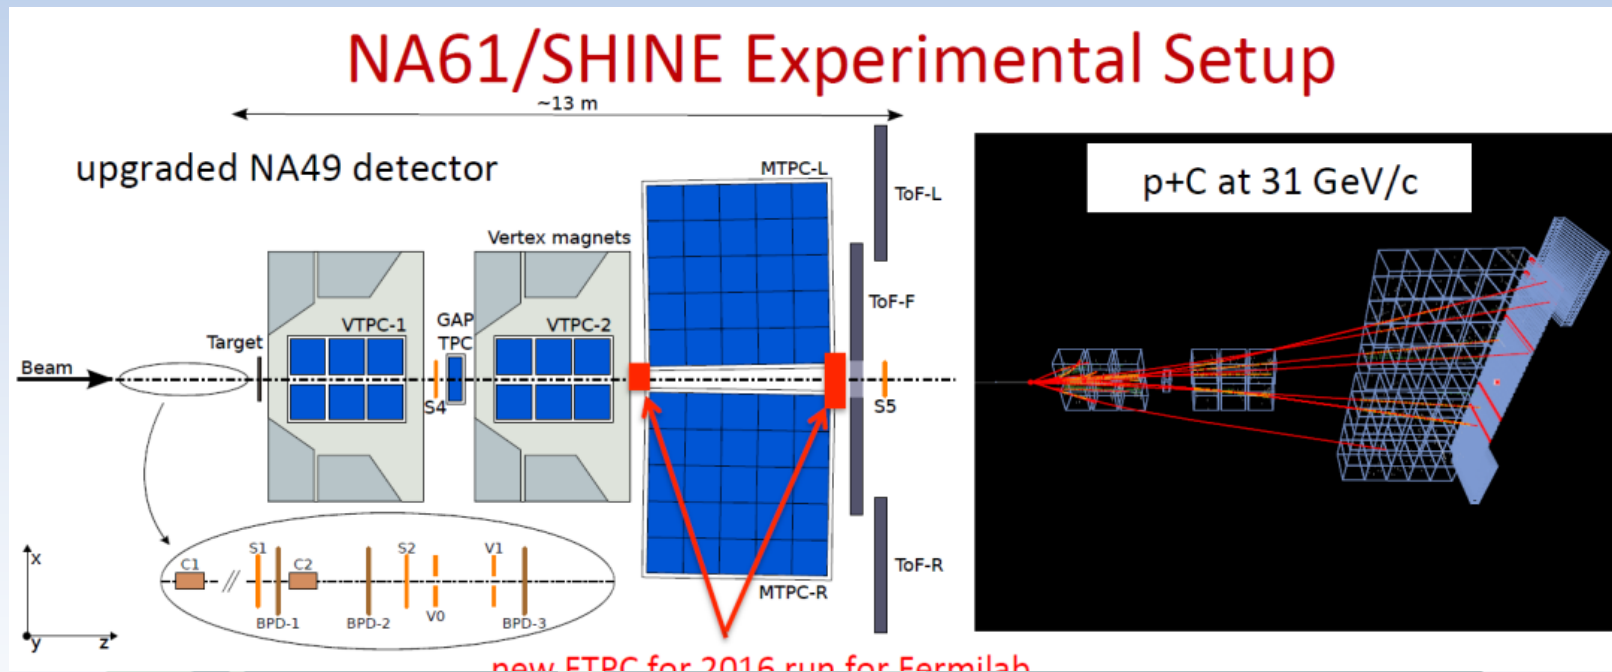 NA61/SHINE Experimental Setup
~13 m
upgraded NA49 detector
MTPC-L
ToF-L
p+C at 31 GeV/c
Vertex magnets
ToF-F
GAP
TPC
VTPC-1
VTPC-2
Target
Beam
S4
S5
S1
S2
V1
C1
C2
ToF-R
MTPC-R
BPD-1
BPD-2
V0
BPD-3
x
y
z
new FTPC for 2016 run for Fermilab